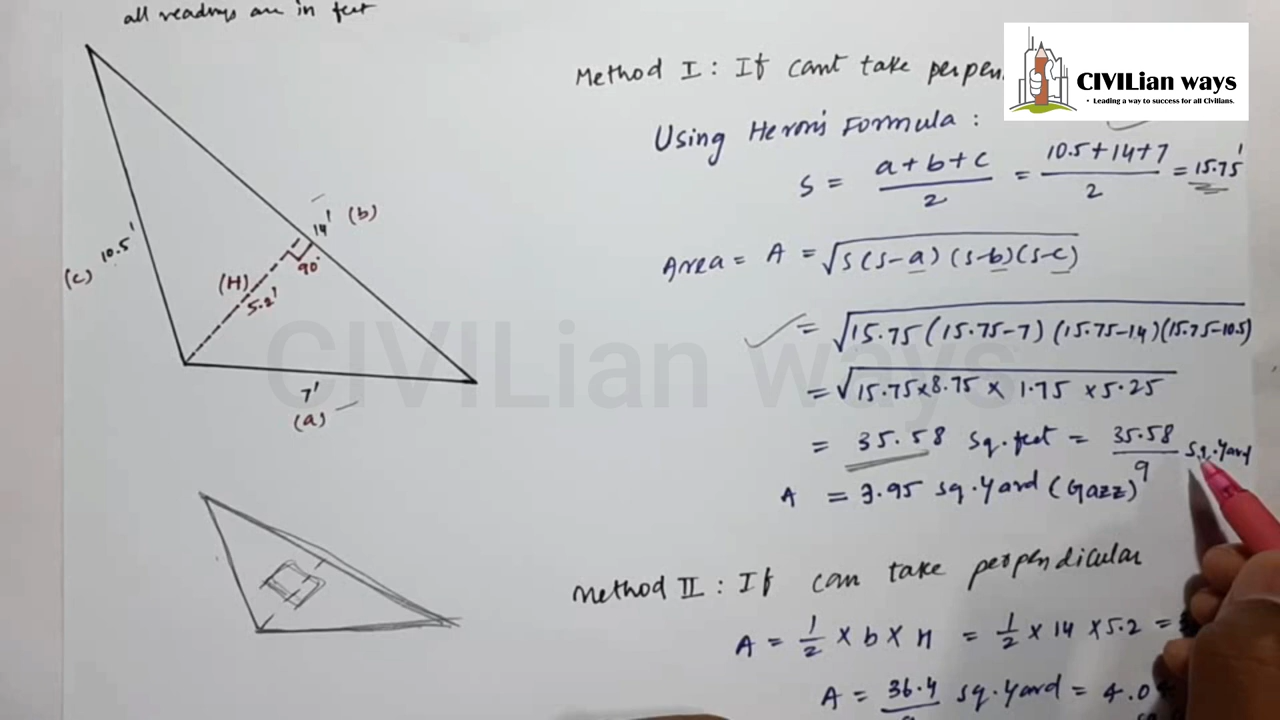 all readings are in feet
14' (b)
10.5'
(c)
90°
(H)
5.2'
7'
(a)
Method I : If cant take
CIVILian ways
• Leading a way to success for all Civilians.
Using Heron's Formula :
S = a+b+c / 2 = 10.5+14+7 / 2 = 15.75'
Area = A = √S(S-a)(S-b)(S-c)
= √15.75(15.75-7)(15.75-14)(15.75-10.5)
= √15.75×8.75 × 1.75 × 5.25
= 35.58 sq.feet = 35.58 / 9 sq.yard
A = 3.95 sq.yard (Gazz)
Method II : If can take perpendicular
A = 1/2 × b × H = 1/2 × 14 × 5.2 =
A = 36.4 sq.yard = 4.0
CIVILian ways